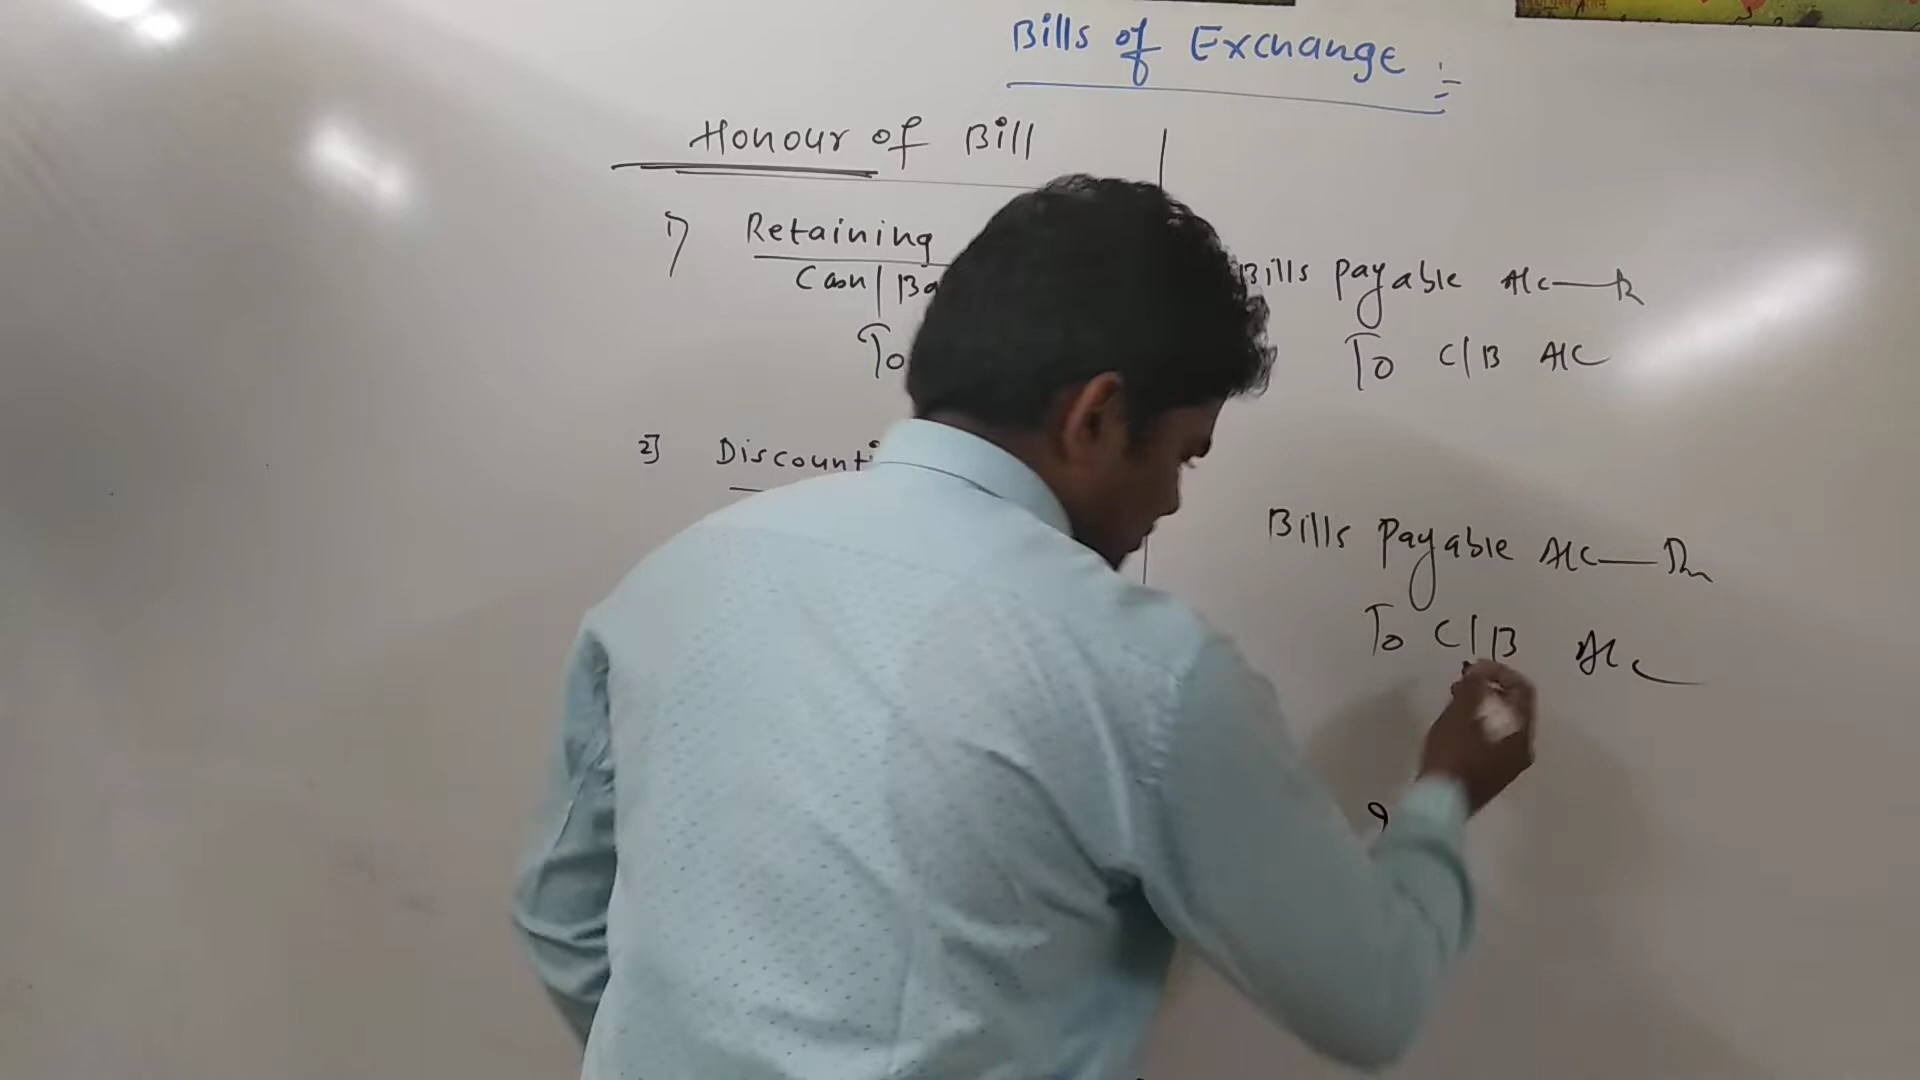 Bills of Exchange :-
Honour of Bill
1) Retaining
Cash/Ba
To
Bills payable A/c — Dr
To C/B A/C
2] Discounti
Bills payable A/c — Dr
To C/B A/c